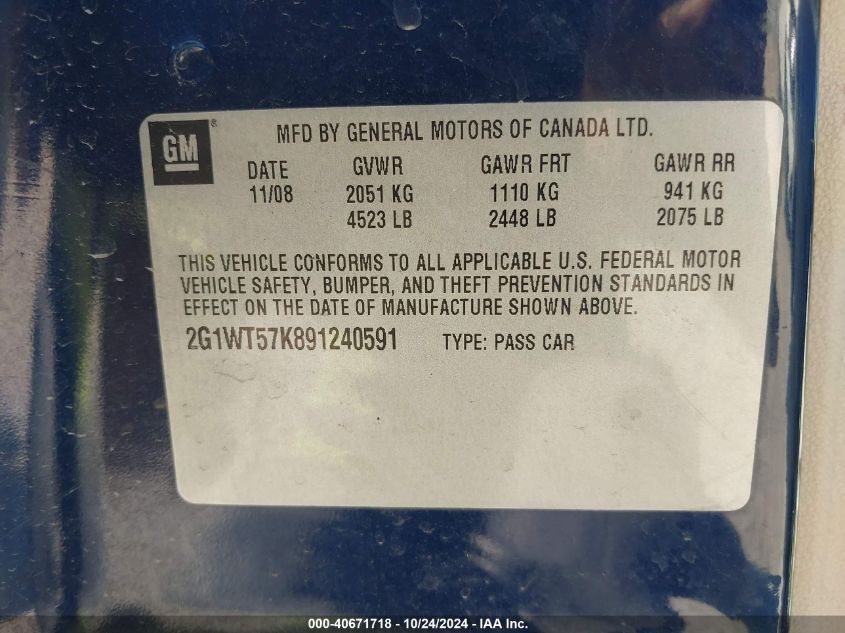 GM®
MFD BY GENERAL MOTORS OF CANADA LTD.
DATE GVWR GAWR FRT GAWR RR
11/08 2051 KG 1110 KG 941 KG
4523 LB 2448 LB 2075 LB
THIS VEHICLE CONFORMS TO ALL APPLICABLE U.S. FEDERAL MOTOR
VEHICLE SAFETY, BUMPER, AND THEFT PREVENTION STANDARDS IN
EFFECT ON THE DATE OF MANUFACTURE SHOWN ABOVE.
2G1WT57K891240591 TYPE: PASS CAR
000-40671718 / 10/24/2024 - IAA Inc.